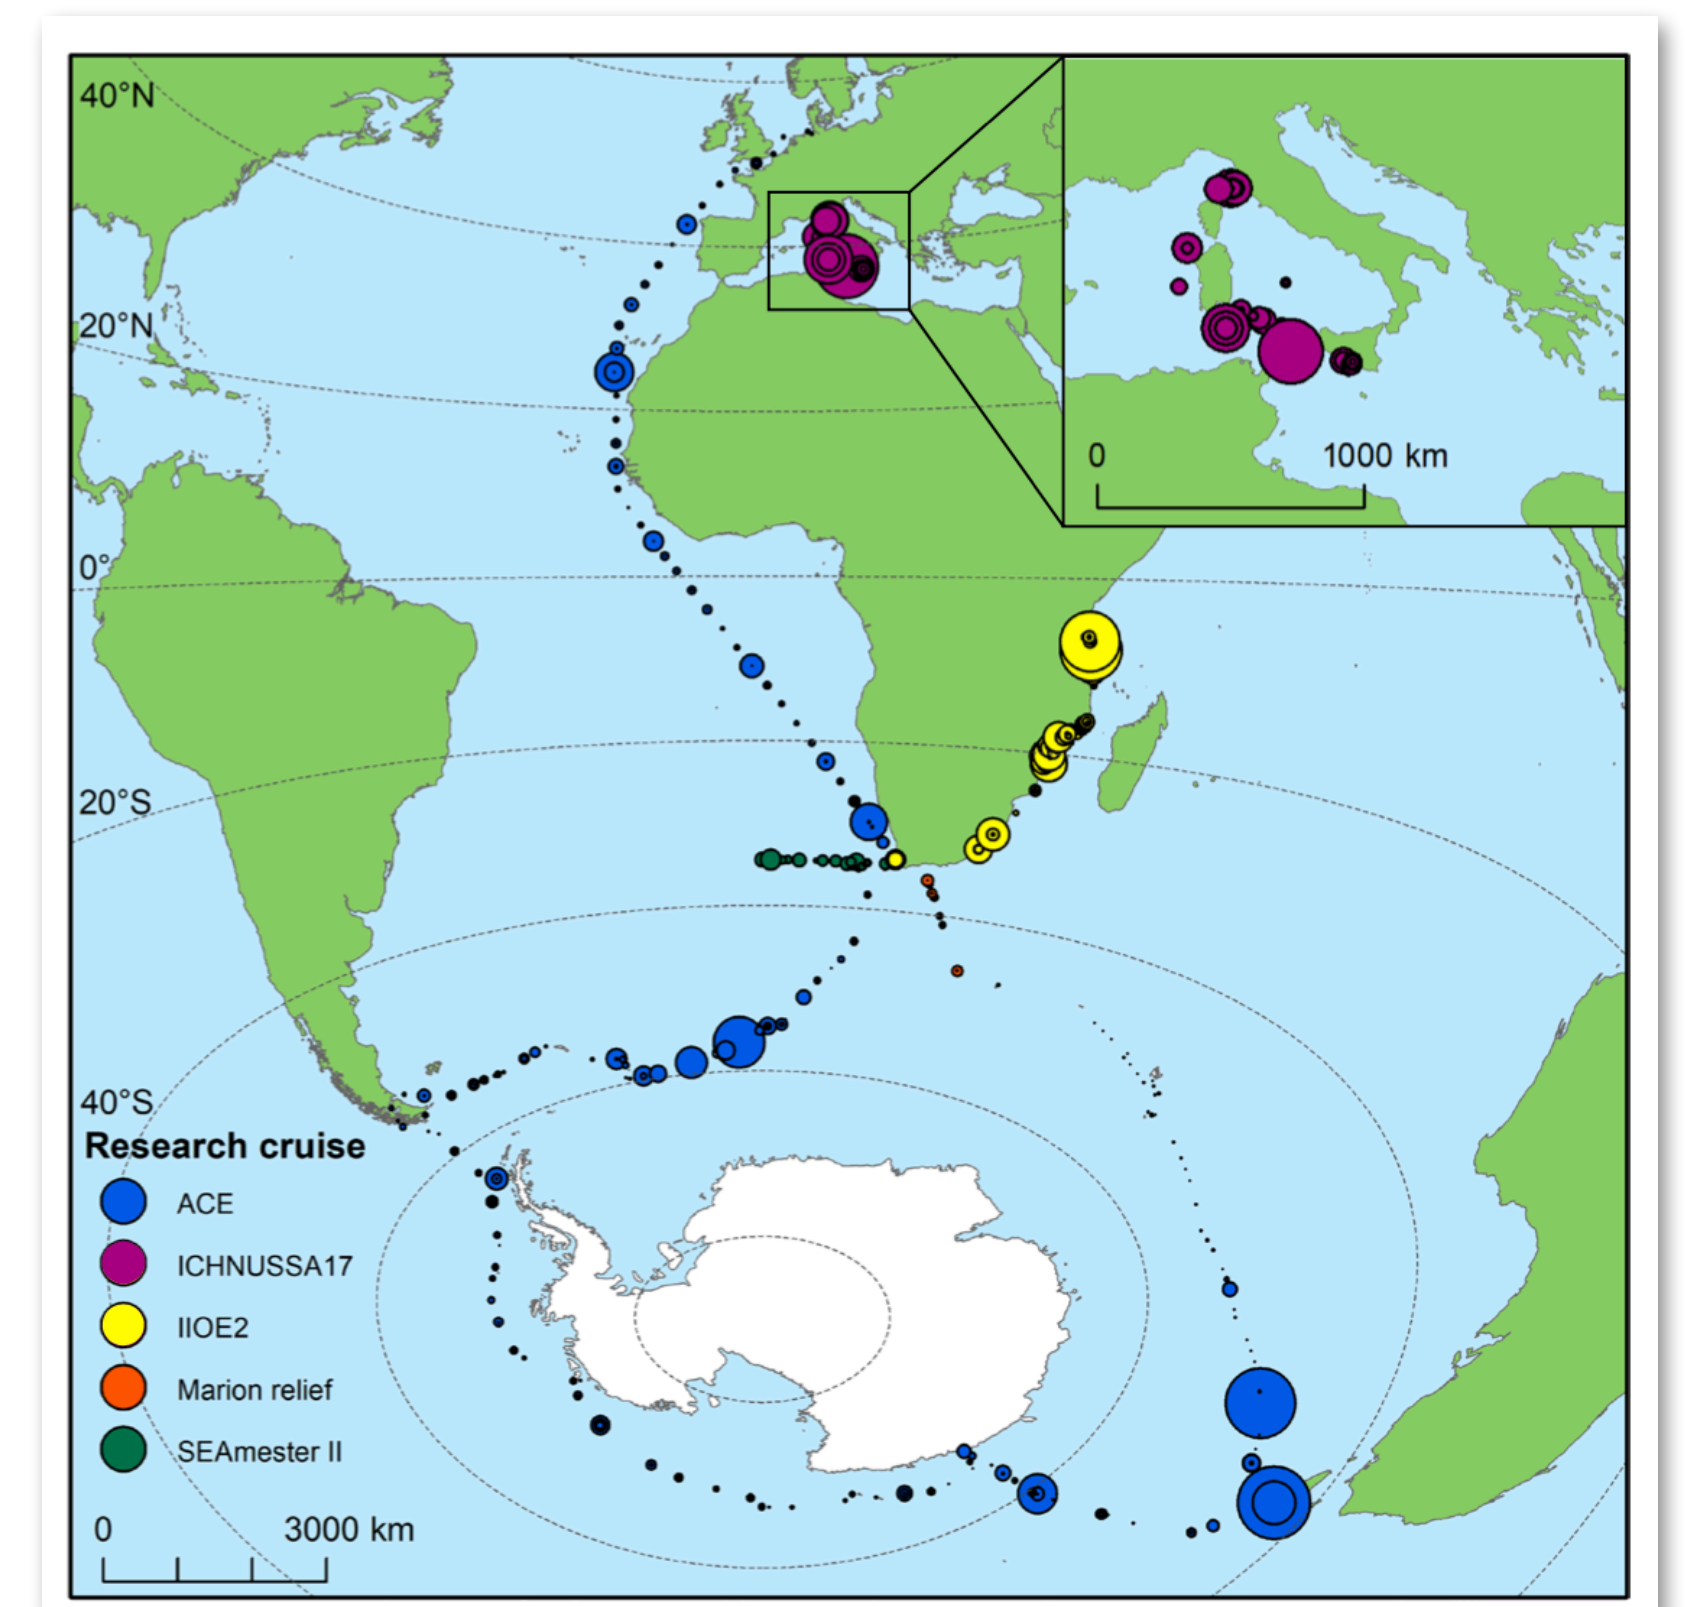 40°N
20°N
0°
20°S
40°S
0 1000 km
Research cruise
ACE
ICHNUSSA17
IIOE2
Marion relief
SEAmester II
0 3000 km